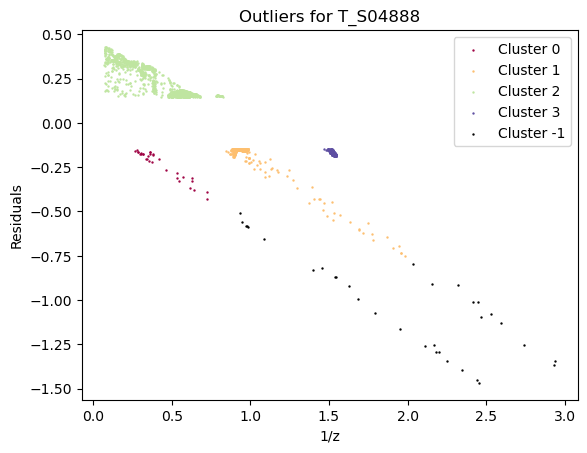 Outliers for T_S04888
0.50
0.25
0.00
−0.25
−0.50
−0.75
−1.00
−1.25
−1.50
Residuals
Cluster 0
Cluster 1
Cluster 2
Cluster 3
Cluster -1
0.0
0.5
1.0
1.5
2.0
2.5
3.0
1/z